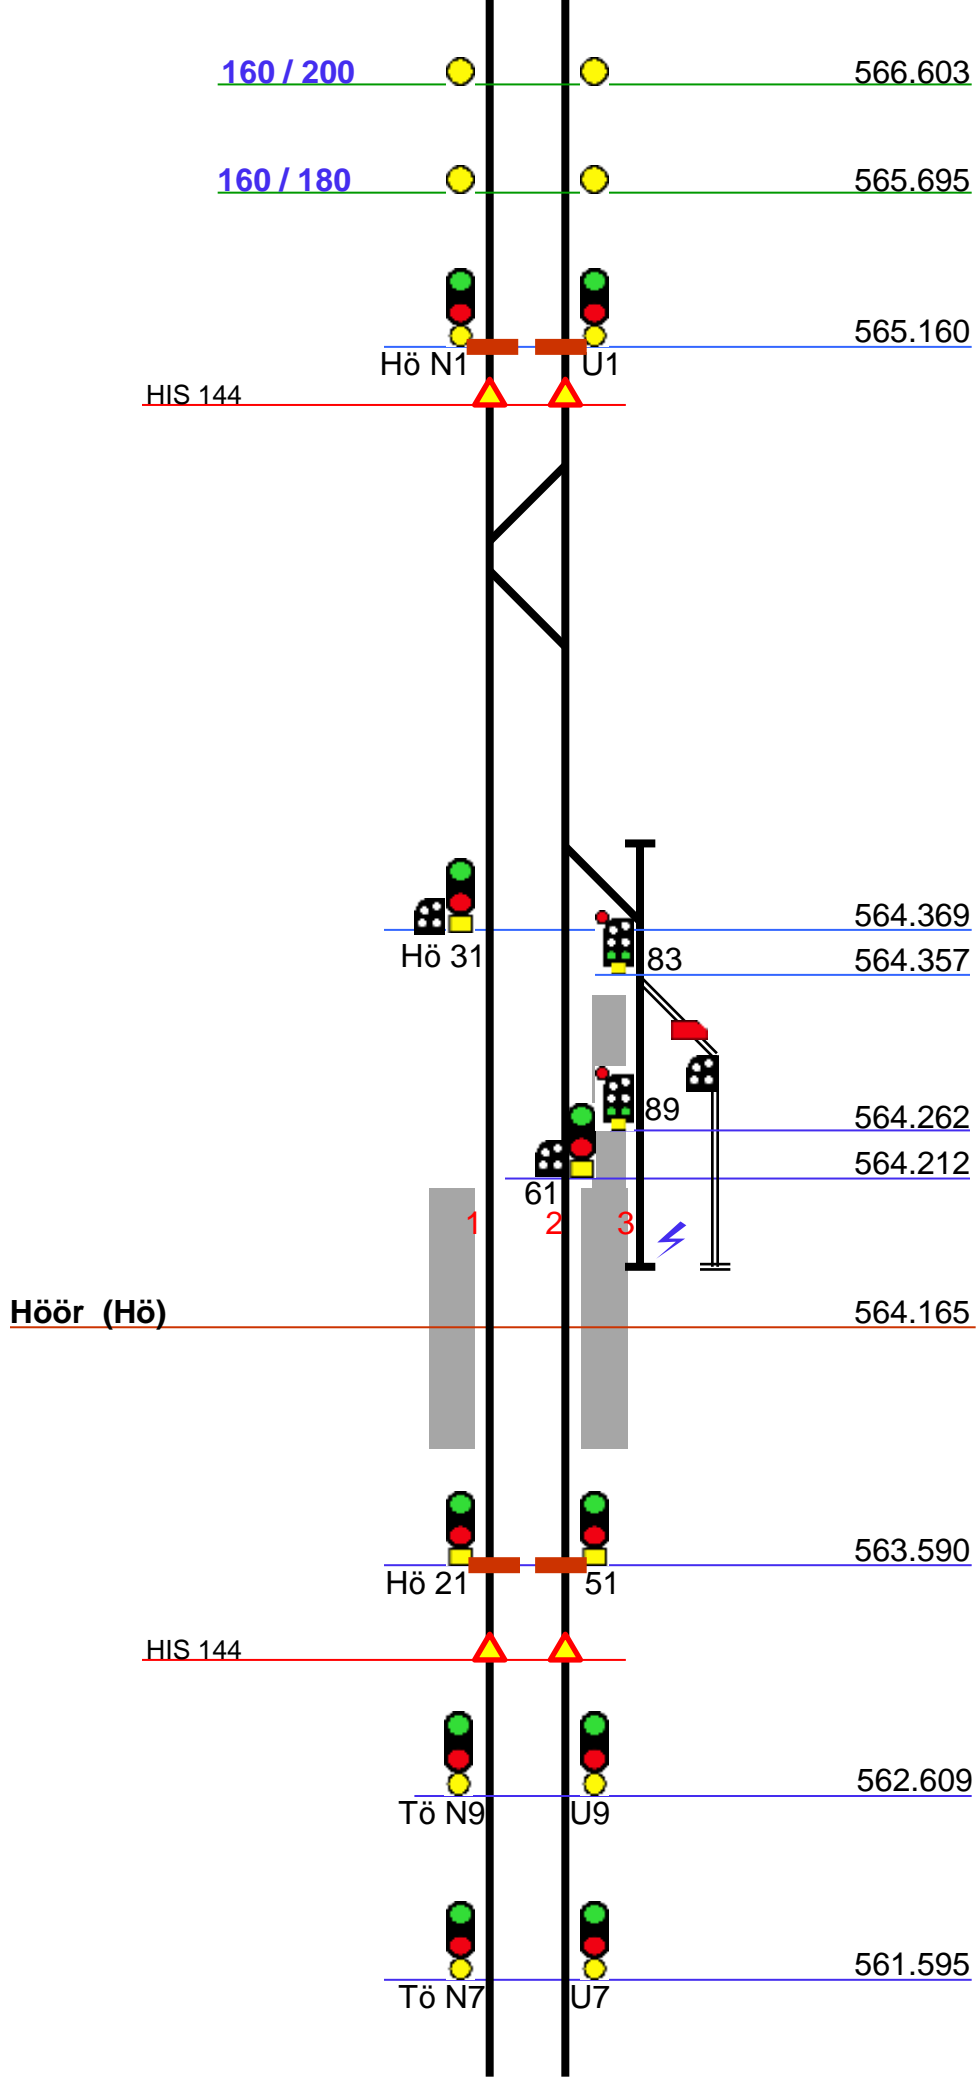 160 / 200 566.603
160 / 180 565.695
565.160
Hö N1 U1
HIS 144
564.369
Hö 31 83 564.357
89 564.262
564.212
61
1 2 3
Höör (Hö) 564.165
563.590
Hö 21 51
HIS 144
562.609
Tö N9 U9
561.595
Tö N7 U7